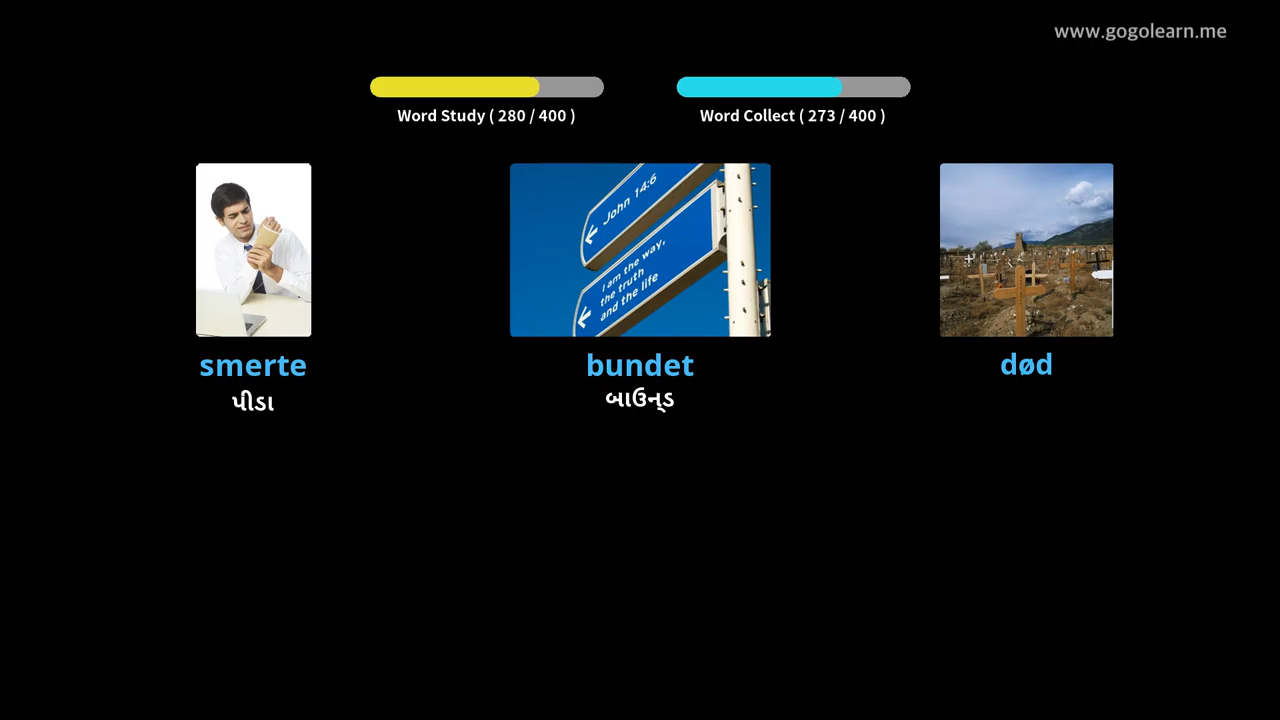 www.gogolearn.me
Word Study ( 280 / 400 )
Word Collect ( 273 / 400 )
John 14:6
I am the way,
the truth
and the life
smerte
bundet
død
પીડા
બાઉન્ડ